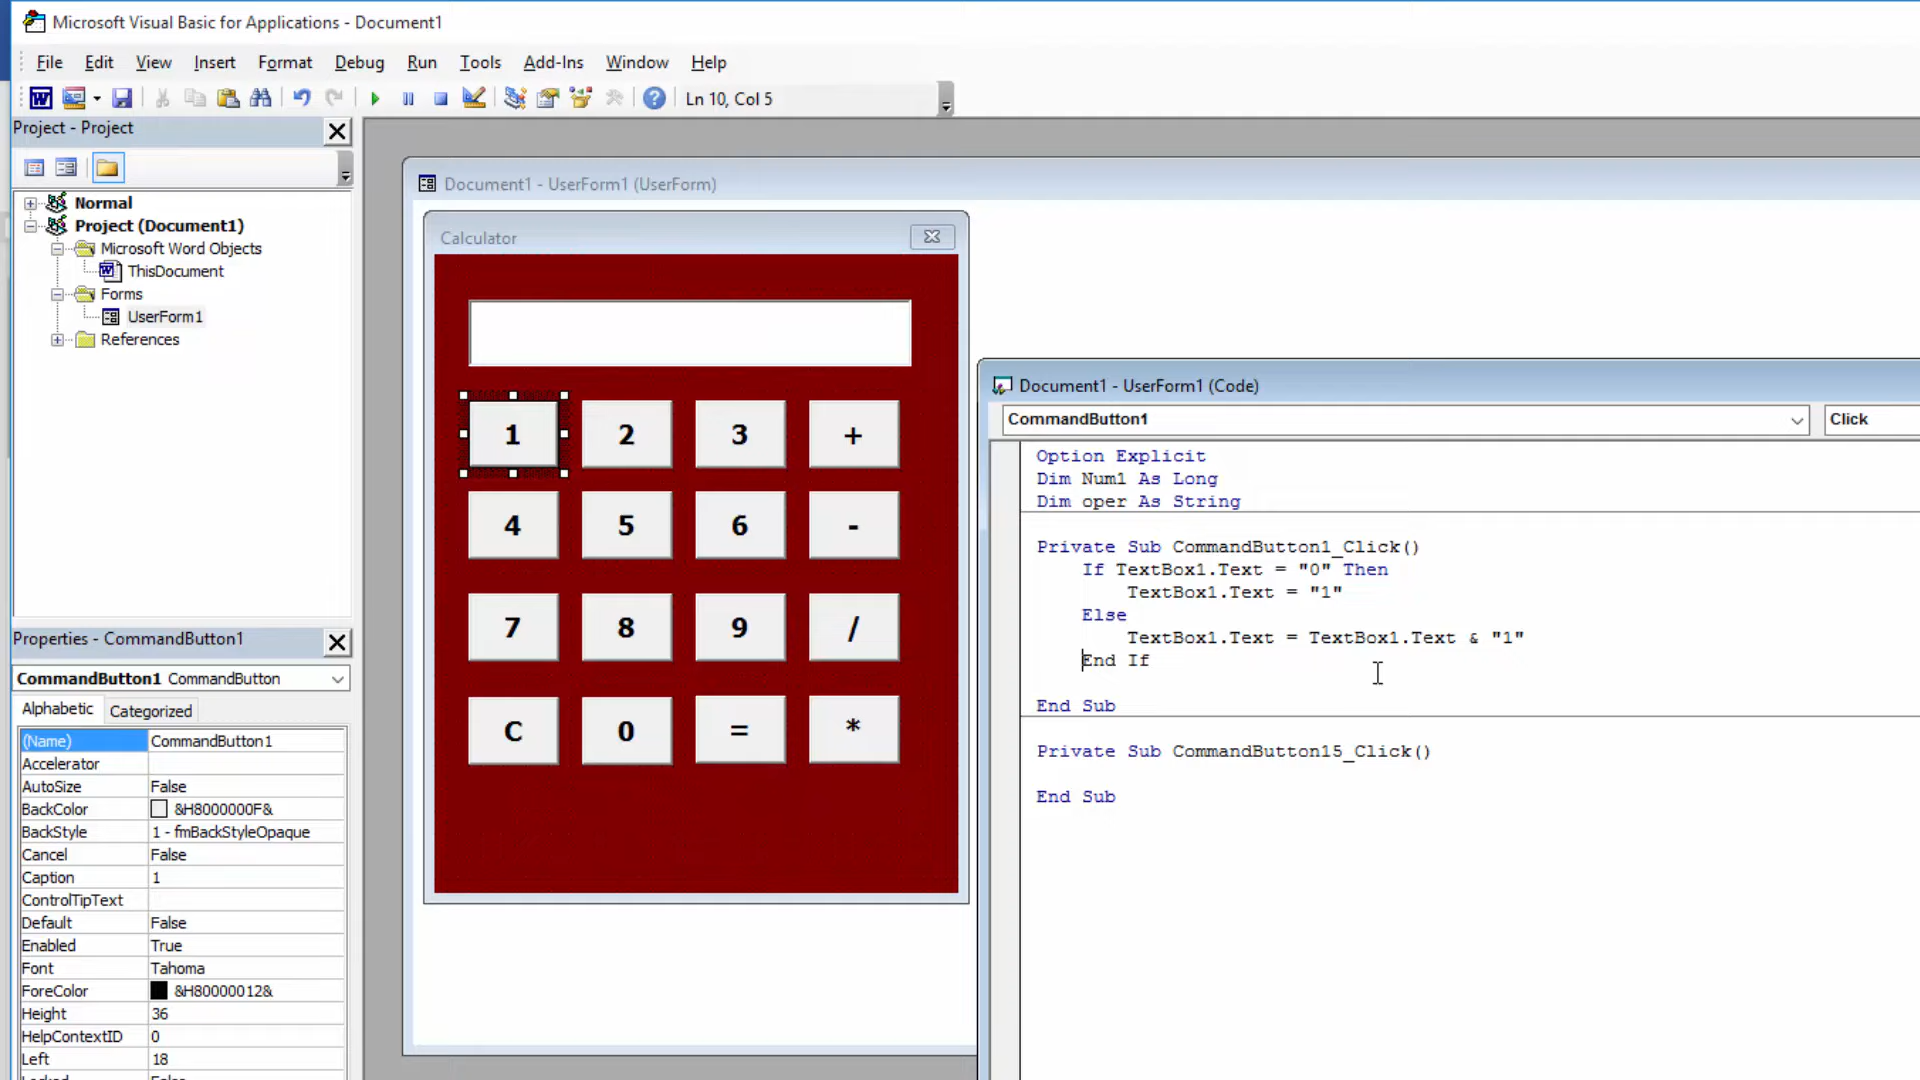 Microsoft Visual Basic for Applications - Document1
File Edit View Insert Format Debug Run Tools Add-Ins Window Help
Ln 10, Col 5
Project - Project
Normal
Project (Document1)
Microsoft Word Objects
ThisDocument
Forms
UserForm1
References
Properties - CommandButton1
CommandButton1 CommandButton
Alphabetic Categorized
(Name) CommandButton1
Accelerator
AutoSize False
BackColor &H8000000F&
BackStyle 1 - fmBackStyleOpaque
Cancel False
Caption 1
ControlTipText
Default False
Enabled True
Font Tahoma
ForeColor &H80000012&
Height 36
HelpContextID 0
Left 18
Document1 - UserForm1 (UserForm)
Calculator
1 2 3 +
4 5 6 -
7 8 9 /
C 0 = *
Document1 - UserForm1 (Code)
CommandButton1 Click
Option Explicit
Dim Num1 As Long
Dim oper As String
Private Sub CommandButton1_Click()
If TextBox1.Text = "0" Then
TextBox1.Text = "1"
Else
TextBox1.Text = TextBox1.Text & "1"
End If
End Sub
Private Sub CommandButton15_Click()
End Sub